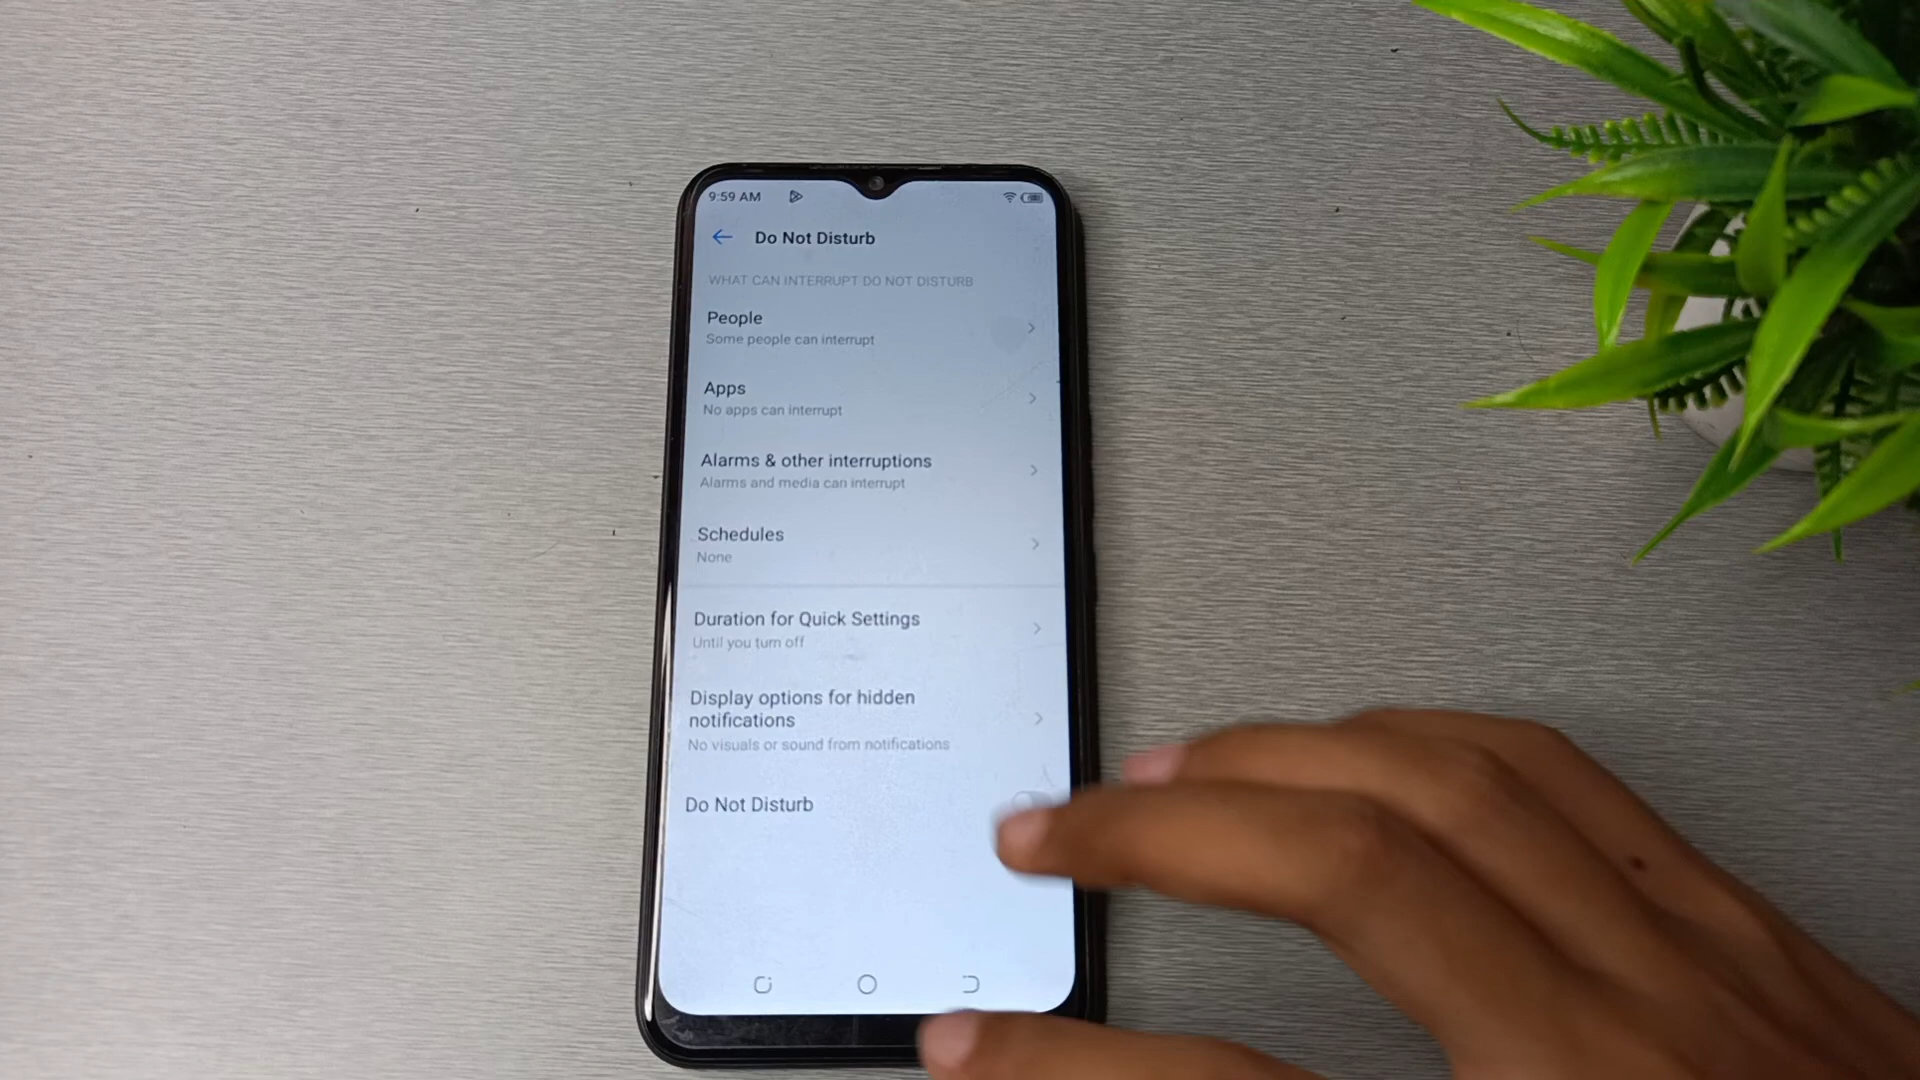 9:59 AM
Do Not Disturb
WHAT CAN INTERRUPT DO NOT DISTURB
People
Some people can interrupt
Apps
No apps can interrupt
Alarms & other interruptions
Alarms and media can interrupt
Schedules
None
Duration for Quick Settings
Until you turn off
Display options for hidden
notifications
No visuals or sound from notifications
Do Not Disturb